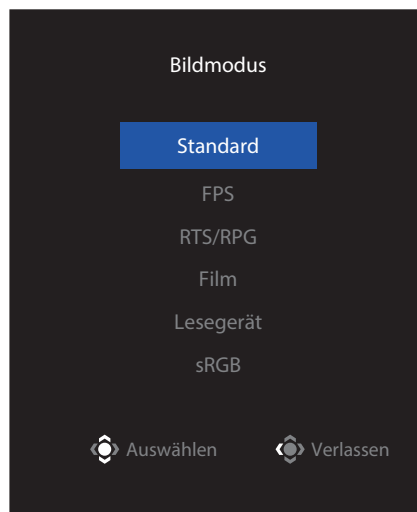 Bildmodus
Standard
FPS
RTS/RPG
Film
Lesegerät
sRGB
Auswählen Verlassen